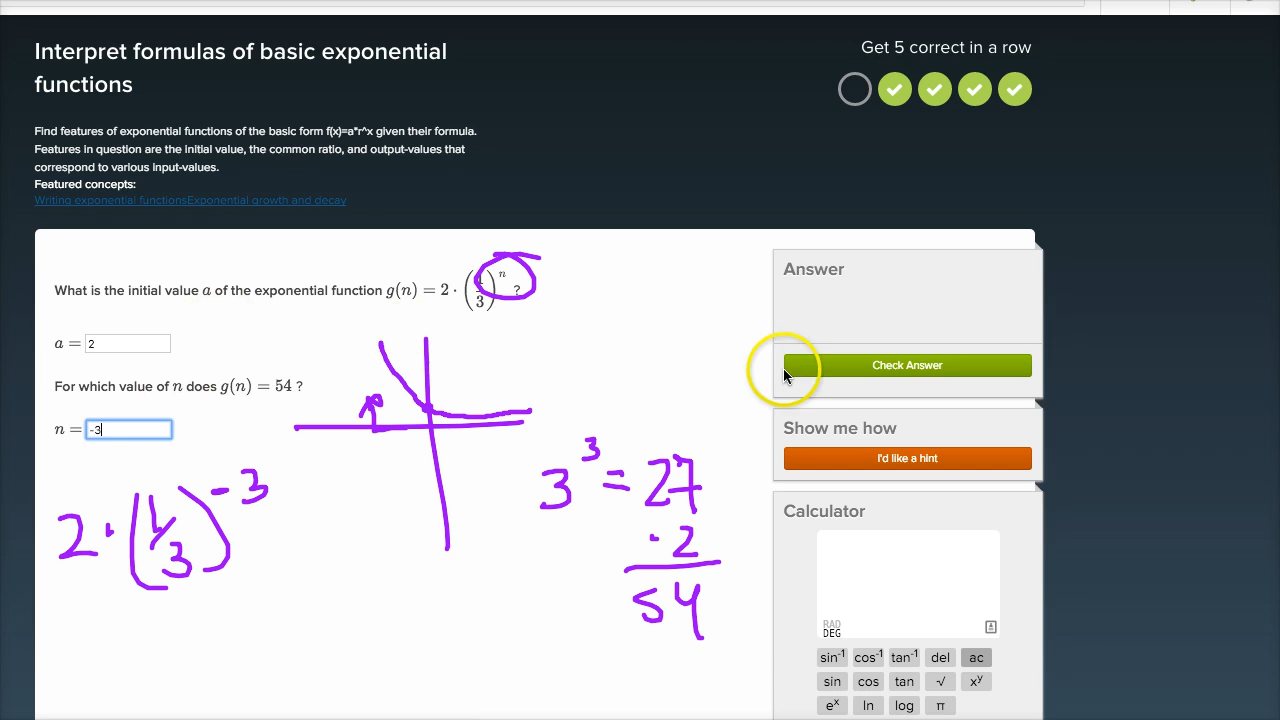 Interpret formulas of basic exponential
functions
Get 5 correct in a row
Find features of exponential functions of the basic form f(x)=a*r^x given their formula.
Features in question are the initial value, the common ratio, and output-values that
correspond to various input-values.
Featured concepts:
Writing exponential functionsExponential growth and decay
What is the initial value a of the exponential function g(n) = 2 · (1/3)^n ?
a = 2
For which value of n does g(n) = 54 ?
n = -3
2 · (1/3)^-3
3^3 = 27
· 2
54
Answer
Check Answer
Show me how
I'd like a hint
Calculator
RAD
DEG
sin-1 cos-1 tan-1 del ac
sin cos tan √ x^y
e^x ln log π